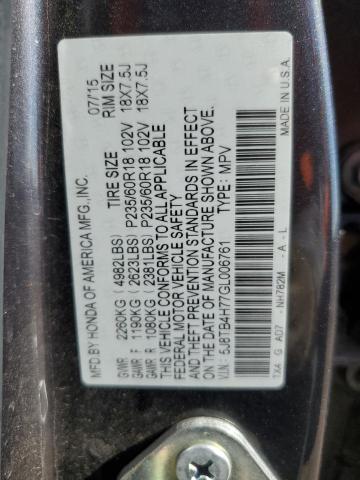 MFD BY HONDA OF AMERICA MFG., INC. 07/15
TIRE SIZE RIM SIZE
GVWR 2260KG (4982LBS)
GAWR F 1190KG (2623LBS) P235/60R18 102V 18X7.5J
GAWR R 1080KG (2381LBS) P235/60R18 102V 18X7.5J
THIS VEHICLE CONFORMS TO ALL APPLICABLE
FEDERAL MOTOR VEHICLE SAFETY
AND THEFT PREVENTION STANDARDS IN EFFECT
ON THE DATE OF MANUFACTURE SHOWN ABOVE.
V.I.N.: 5J8TB4H77GL006761 TYPE: MPV
TX4 G AD7 - NH782M - A - L MADE IN U.S.A.